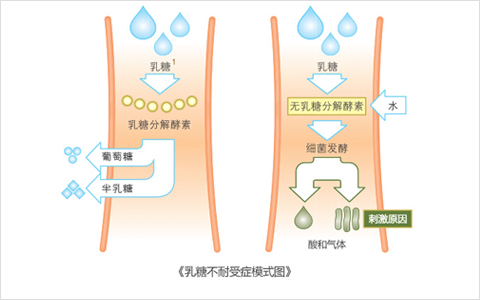 乳糖1
乳糖分解酵素
葡萄糖
半乳糖
乳糖
无乳糖分解酵素
水
细菌发酵
刺激原因
酸和气体
《乳糖不耐受症模式图》